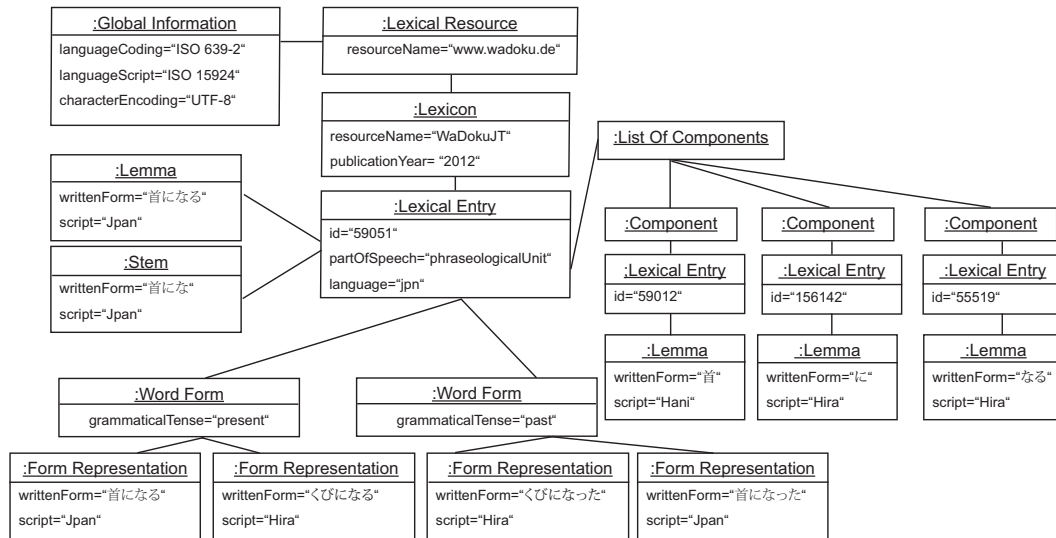 :Global Information
languageCoding=“ISO 639-2“
languageScript=“ISO 15924“
characterEncoding=“UTF-8“
:Lexical Resource
resourceName=“www.wadoku.de“
:Lexicon
resourceName=“WaDokuJT“
publicationYear= “2012“
:List Of Components
:Lemma
writtenForm=“首になる“
script=“Jpan“
:Stem
writtenForm=“首にな“
script=“Jpan“
:Lexical Entry
id=“59051“
partOfSpeech=“phraseologicalUnit“
language=“jpn“
:Component
:Lexical Entry
id=“59012“
:Lemma
writtenForm=“首“
script=“Hani“
:Component
:Lexical Entry
id=“156142“
:Lemma
writtenForm=“に“
script=“Hira“
:Component
:Lexical Entry
id=“55519“
:Lemma
writtenForm=“なる“
script=“Hira“
:Word Form
grammaticalTense=“present“
:Word Form
grammaticalTense=“past“
:Form Representation
writtenForm=“首になる“
script=“Jpan“
:Form Representation
writtenForm=“くびになる“
script=“Hira“
:Form Representation
writtenForm=“くびになった“
script=“Hira“
:Form Representation
writtenForm=“首になった“
script=“Jpan“